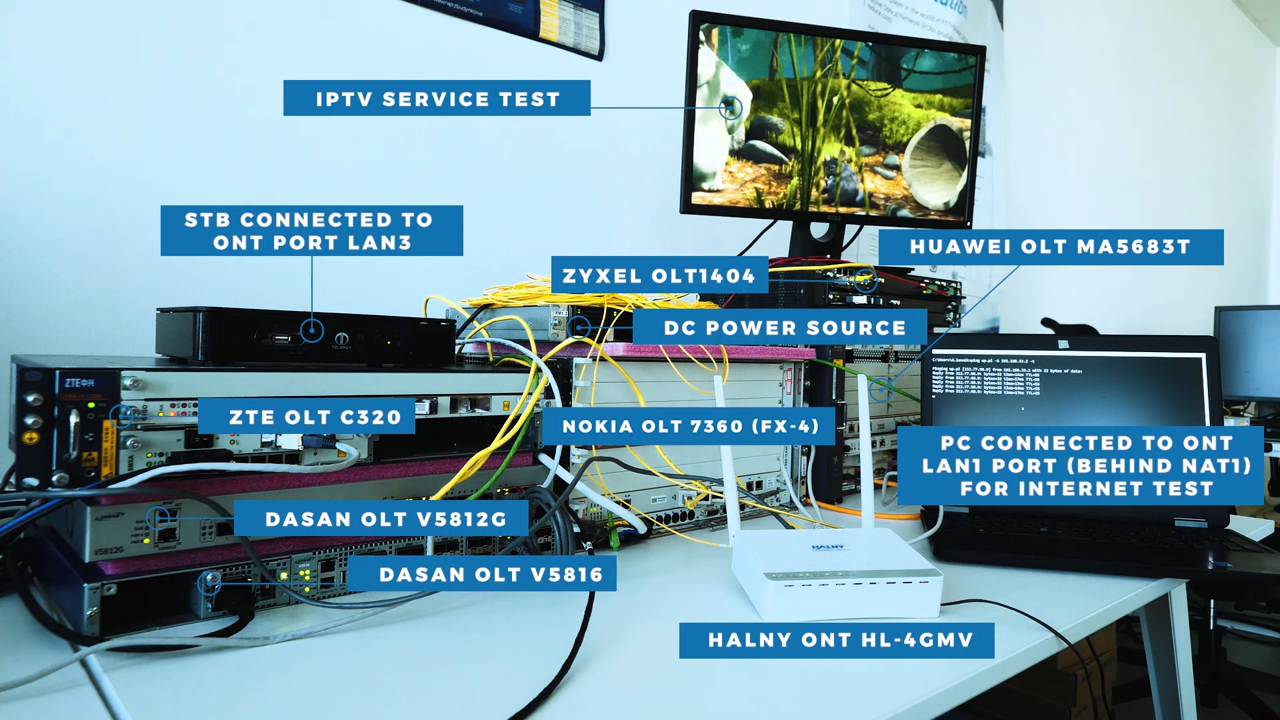 IPTV SERVICE TEST
STB CONNECTED TO
ONT PORT LAN3
HUAWEI OLT MA5683T
ZYXEL OLT1404
DC POWER SOURCE
ZTE
ZTE OLT C320
NOKIA OLT 7360 (FX-4)
PC CONNECTED TO ONT
LAN1 PORT (BEHIND NAT1)
FOR INTERNET TEST
DASAN OLT V5812G
V5812G
DASAN OLT V5816
HALNY
HALNY ONT HL-4GMV